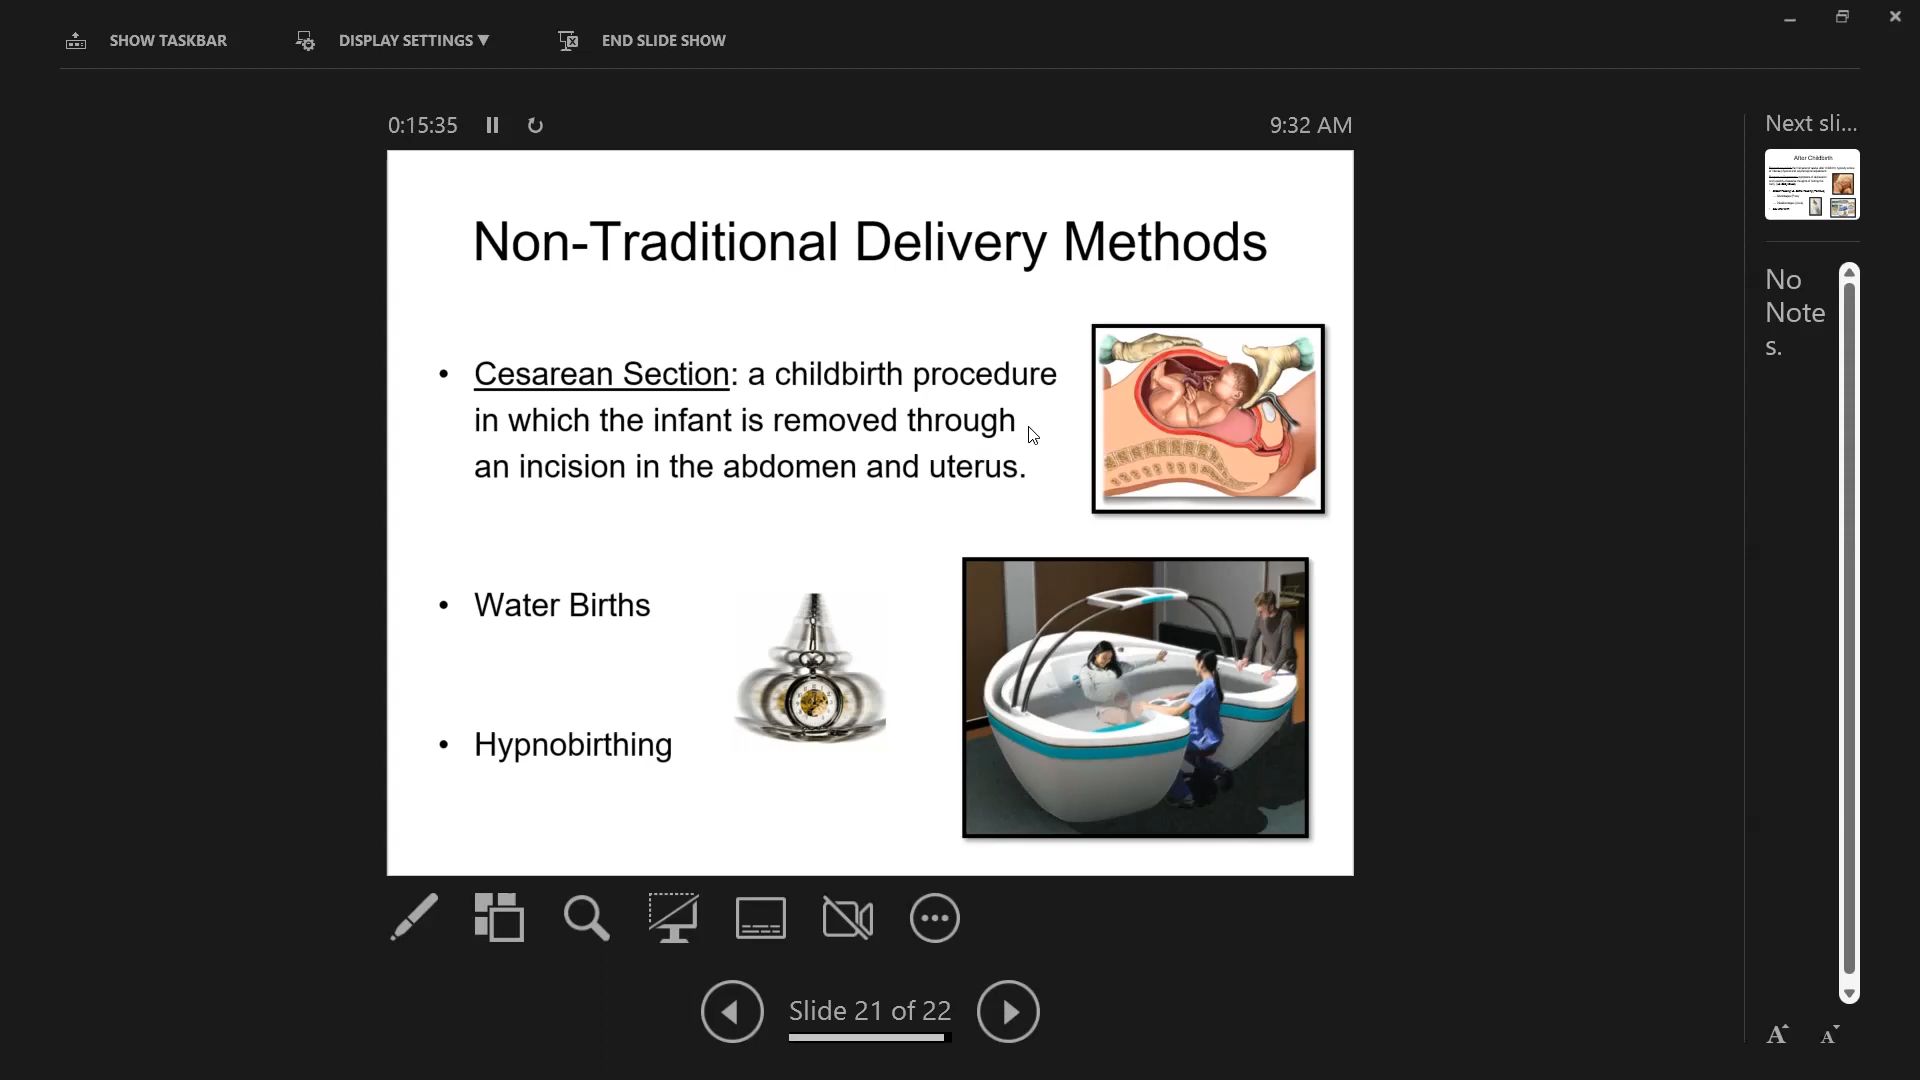 SHOW TASKBAR
DISPLAY SETTINGS ▼
END SLIDE SHOW
0:15:35
9:32 AM
Non-Traditional Delivery Methods
• Cesarean Section: a childbirth procedure
in which the infant is removed through
an incision in the abdomen and uterus.
• Water Births
• Hypnobirthing
Slide 21 of 22
Next sli...
After Childbirth
No
Note
s.
A
A